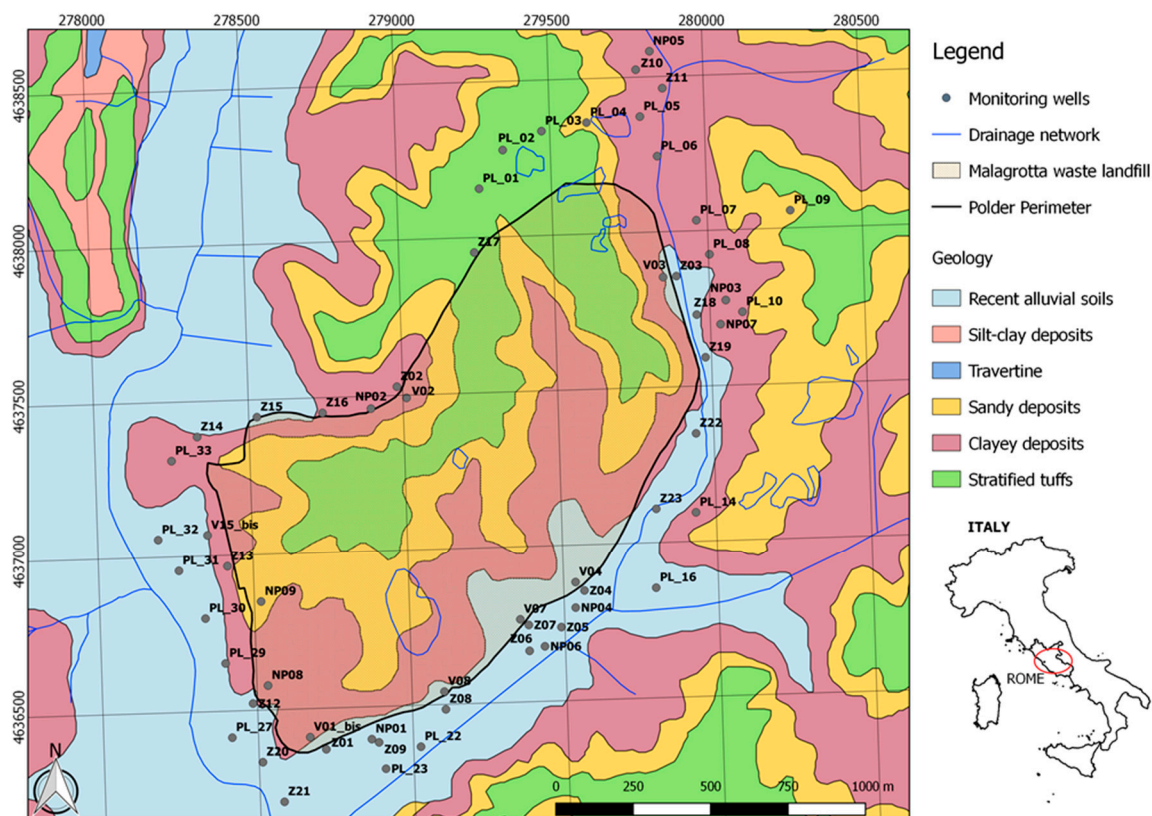 278000
278500
279000
279500
280000
280500
4638500
4638000
4637500
4637000
4636500
NP05
Z10
Z11
PL_03
PL_04
PL_05
PL_02
PL_06
PL_01
PL_09
PL_07
Z17
PL_08
V03
Z03
NP03
PL_10
Z18
NP07
Z19
Z02
V02
NP02
Z16
Z15
Z14
Z22
PL_33
Z23
PL_14
PL_32
V15_bis
PL_31
Z13
V04
Z04
PL_16
NP09
PL_30
V07
NP04
Z07
Z05
Z06
NP06
PL_29
NP08
V08
Z08
Z12
PL_27
V01_bis
NP01
Z01
Z09
PL_22
Z20
PL_23
Z21
N
0
250
500
750
1000 m
Legend
Monitoring wells
Drainage network
Malagrotta waste landfill
Polder Perimeter
Geology
Recent alluvial soils
Silt-clay deposits
Travertine
Sandy deposits
Clayey deposits
Stratified tuffs
ITALY
ROME